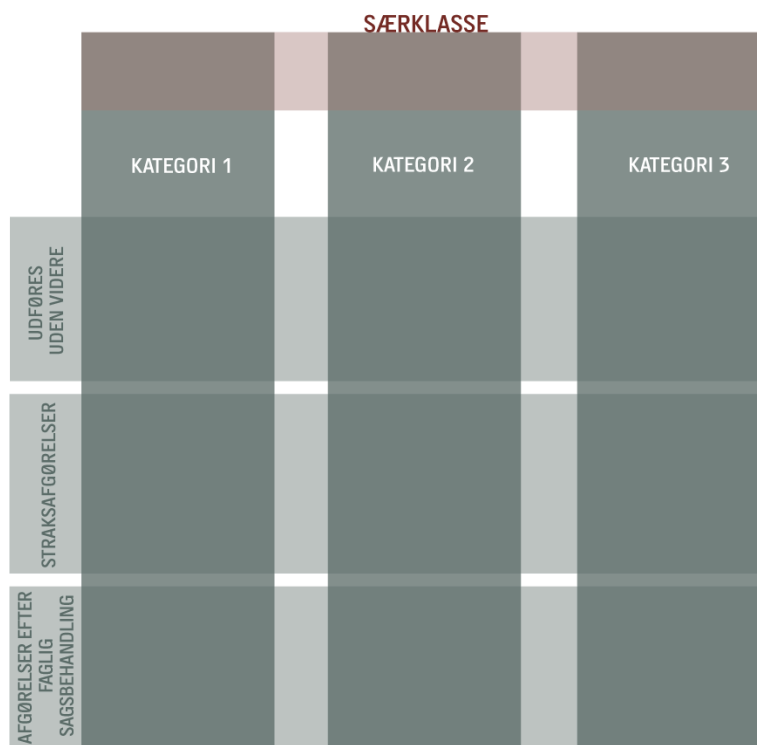 SÆRKLASSE
KATEGORI 1
KATEGORI 2
KATEGORI 3
UDFØRES
UDEN VIDERE
STRAKSAFGØRELSER
AFGØRELSER EFTER
FAGLIG
SAGSBEHANDLING